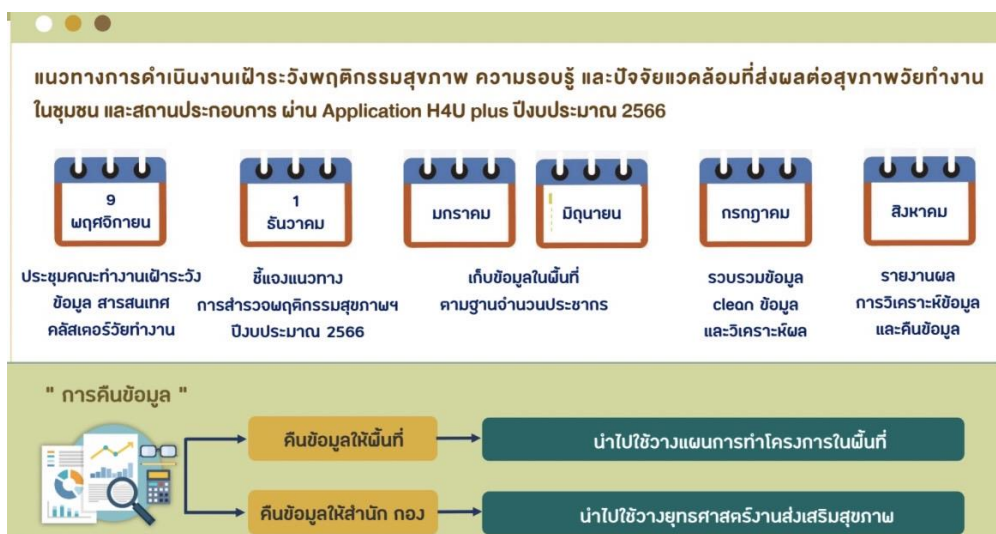 แนวทางการดำเนินงานเฝ้าระวังพฤติกรรมสุขภาพ ความรอบรู้ และปัจจัยแวดล้อมที่ส่งผลต่อสุขภาพวัยทำงาน
ในชุมชน และสถานประกอบการ ผ่าน Application H4U plus ปีงบประมาณ 2566
9
พฤศจิกายน
ประชุมคณะทำงานเฝ้าระวัง
ข้อมูล สารสนเทศ
คลัสเตอร์วัยทำงาน
1
ธันวาคม
ชี้แจงแนวทาง
การสำรวจพฤติกรรมสุขภาพฯ
ปีงบประมาณ 2566
มกราคม
มิถุนายน
เก็บข้อมูลในพื้นที่
ตามฐานจำนวนประชากร
กรกฎาคม
รวบรวมข้อมูล
clean ข้อมูล
และวิเคราะห์ผล
สิงหาคม
รายงานผล
การวิเคราะห์ข้อมูล
และคืนข้อมูล
" การคืนข้อมูล "
คืนข้อมูลให้พื้นที่
นำไปใช้วางแผนการทำโครงการในพื้นที่
คืนข้อมูลให้สำนัก กอง
นำไปใช้วางยุทธศาสตร์งานส่งเสริมสุขภาพ